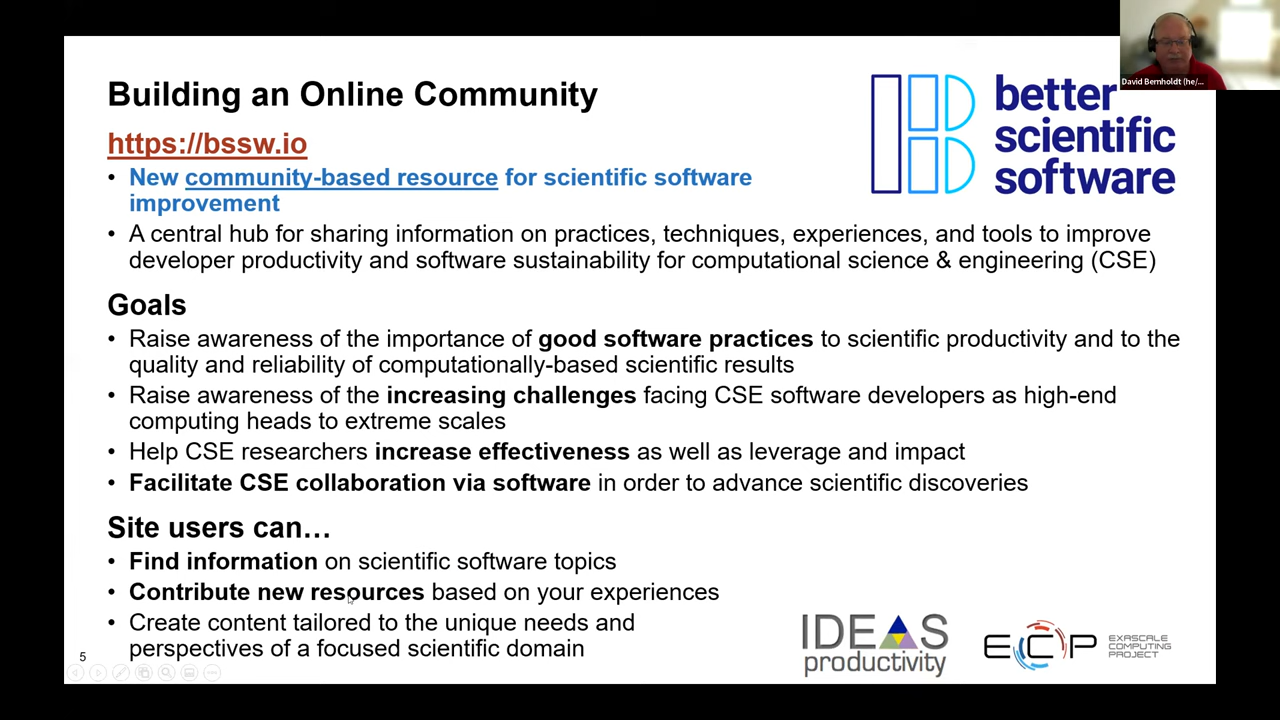 David Bernholdt (he/...
Building an Online Community
better
scientific
software
https://bssw.io
• New community-based resource for scientific software
improvement
• A central hub for sharing information on practices, techniques, experiences, and tools to improve
developer productivity and software sustainability for computational science & engineering (CSE)
Goals
• Raise awareness of the importance of good software practices to scientific productivity and to the
quality and reliability of computationally-based scientific results
• Raise awareness of the increasing challenges facing CSE software developers as high-end
computing heads to extreme scales
• Help CSE researchers increase effectiveness as well as leverage and impact
• Facilitate CSE collaboration via software in order to advance scientific discoveries
Site users can…
• Find information on scientific software topics
• Contribute new resources based on your experiences
• Create content tailored to the unique needs and
perspectives of a focused scientific domain
IDEAS
productivity
ECP
EXASCALE
COMPUTING
PROJECT
5